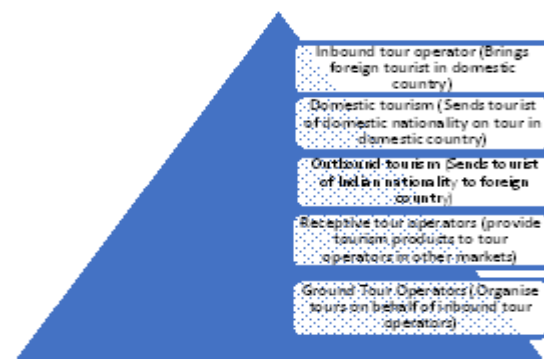 Inbound tour operator (Brings
foreign tourist in domestic
country)
Domestic tourism (Sends tourist
of domestic nationality on tour in
domestic country)
Outbound tourism (Sends tourist
of Indian nationality to foreign
country)
Receptive tour operators (provide
tourism products to tour
operators in other markets)
Ground Tour Operators (Organise
tours on behalf of inbound tour
operators)